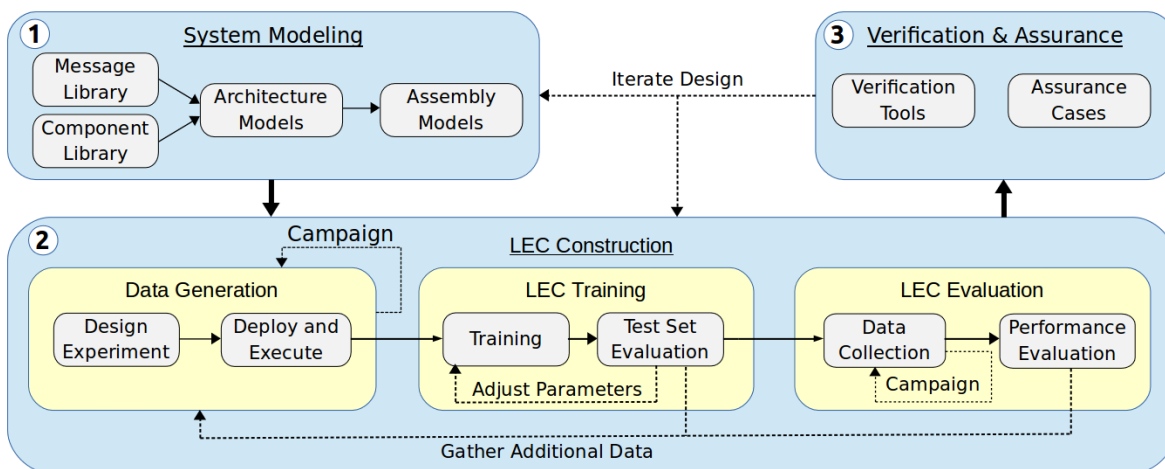 1
System Modeling
Message
Library
Component
Library
Architecture
Models
Assembly
Models
Iterate Design
3
Verification & Assurance
Verification
Tools
Assurance
Cases
2
LEC Construction
Campaign
Data Generation
Design
Experiment
Deploy and
Execute
LEC Training
Training
Test Set
Evaluation
Adjust Parameters
LEC Evaluation
Data
Collection
Performance
Evaluation
Campaign
Gather Additional Data